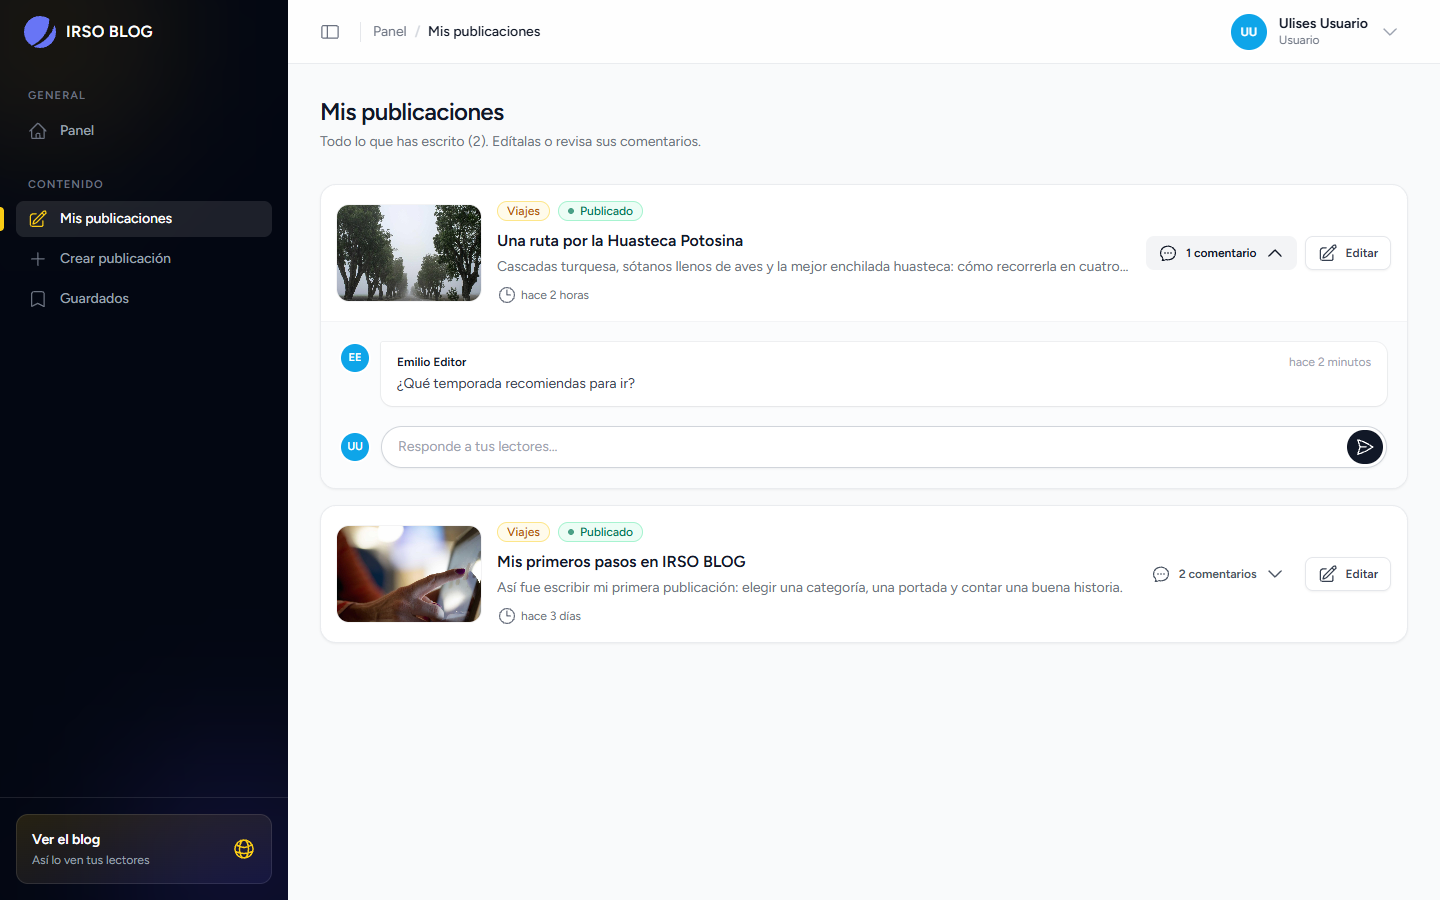 IRSO BLOG
GENERAL
Panel
CONTENIDO
Mis publicaciones
Crear publicación
Guardados
Ver el blog
Así lo ven tus lectores
Panel / Mis publicaciones
UU
Ulises Usuario
Usuario
Mis publicaciones
Todo lo que has escrito (2). Edítalas o revisa sus comentarios.
Viajes
Publicado
Una ruta por la Huasteca Potosina
Cascadas turquesa, sótanos llenos de aves y la mejor enchilada huasteca: cómo recorrerla en cuatro...
hace 2 horas
1 comentario
Editar
EE
Emilio Editor
hace 2 minutos
¿Qué temporada recomiendas para ir?
UU
Responde a tus lectores...
Viajes
Publicado
Mis primeros pasos en IRSO BLOG
Así fue escribir mi primera publicación: elegir una categoría, una portada y contar una buena historia.
hace 3 días
2 comentarios
Editar